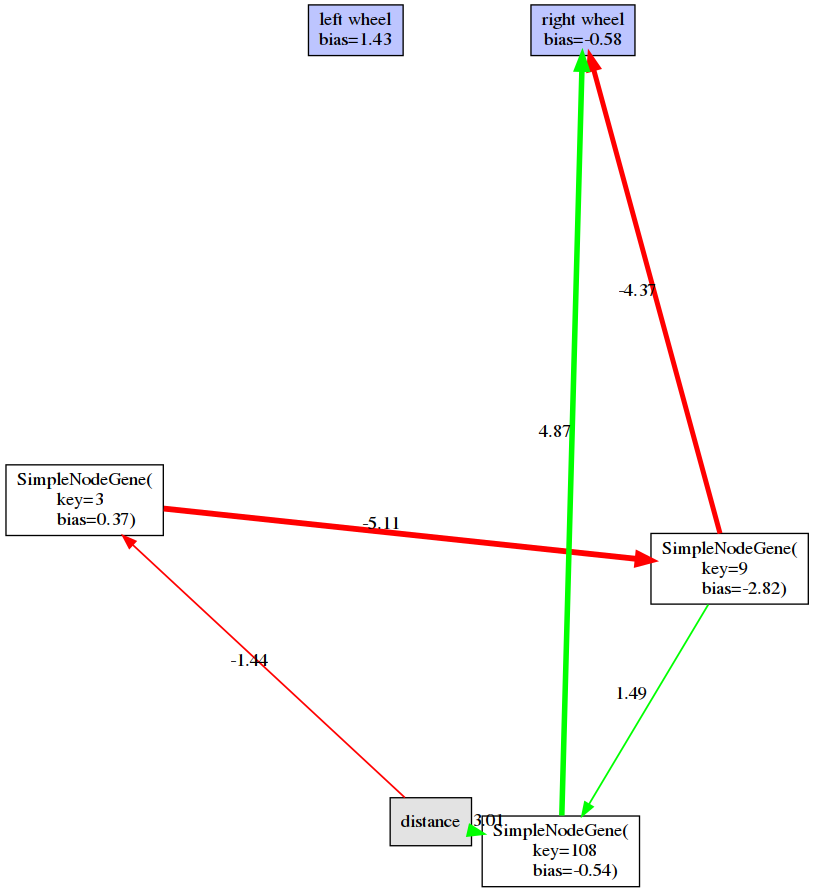 left wheel
bias=1.43
right wheel
bias=-0.58
-4.37
4.87
SimpleNodeGene(
key=3
bias=0.37)
-5.11
SimpleNodeGene(
key=9
bias=-2.82)
-1.44
1.49
distance
3.01
SimpleNodeGene(
key=108
bias=-0.54)